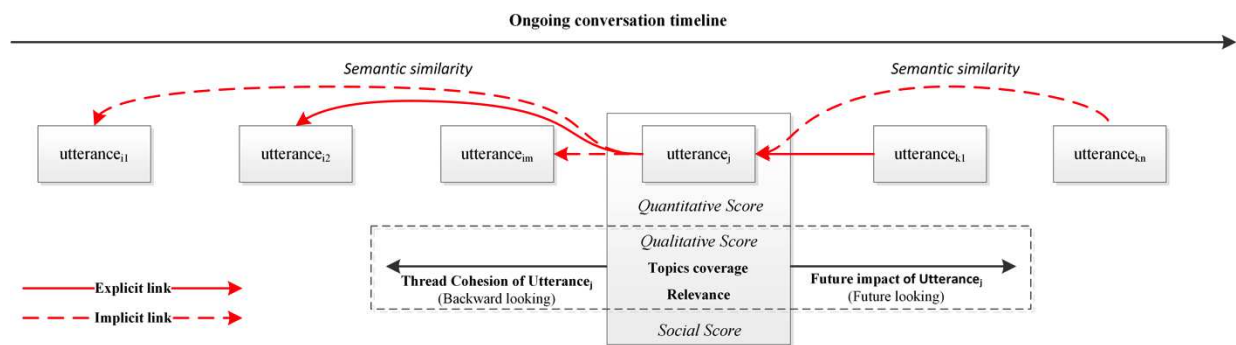 Ongoing conversation timeline
Semantic similarity
Semantic similarity
utterance_i1
utterance_i2
utterance_im
utterance_j
utterance_k1
utterance_kn
Quantitative Score
Qualitative Score
Topics coverage
Relevance
Social Score
Thread Cohesion of Utterance_j
(Backward looking)
Future impact of Utterance_j
(Future looking)
Explicit link
Implicit link